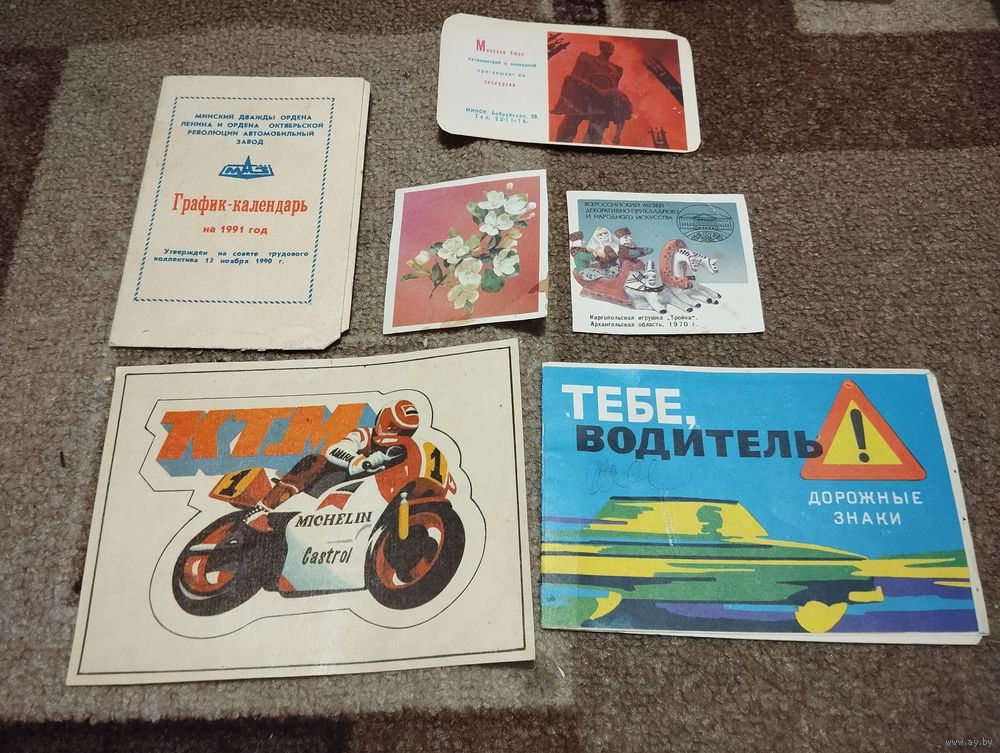 Минское бюро
путешествий и экскурсий
приглашает на
экскурсии
МИНСК, Бобруйская, 23.
Тел. 22-11-14.
МИНСКИЙ ДВАЖДЫ ОРДЕНА
ЛЕНИНА И ОРДЕНА ОКТЯБРЬСКОЙ
РЕВОЛЮЦИИ АВТОМОБИЛЬНЫЙ
ЗАВОД
МАЗ
График-календарь
на 1991 год
Утвержден на совете трудового
коллектива 13 ноября 1990 г.
ВСЕРОССИЙСКИЙ МУЗЕЙ
ДЕКОРАТИВНО-ПРИКЛАДНОГО
И НАРОДНОГО ИСКУССТВА
Каргопольская игрушка „Тройка".
Архангельская область. 1970 г.
KTM
YAMAHA
1
1
MICHELIN
Castrol
ТЕБЕ,
ВОДИТЕЛЬ
!
ДОРОЖНЫЕ
ЗНАКИ
www.ay.by